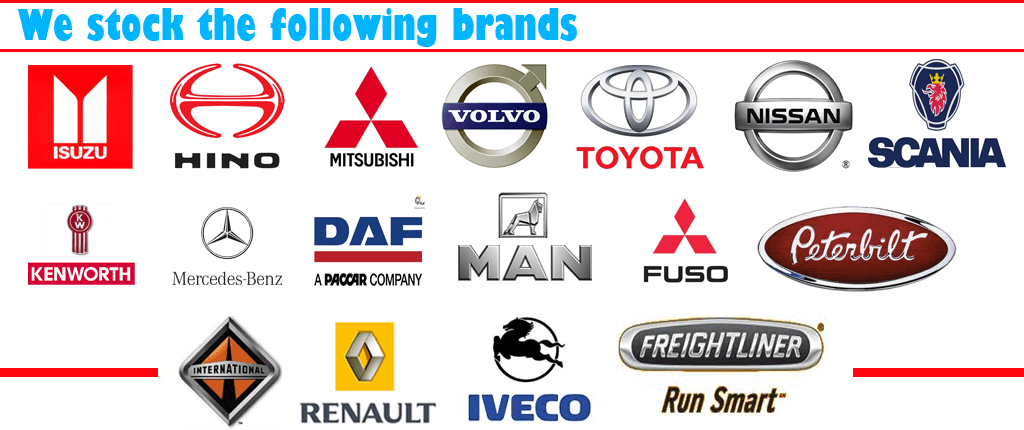 We stock the following brands
ISUZU
HINO
MITSUBISHI
VOLVO
TOYOTA
NISSAN
®
SCANIA
KW
KENWORTH
Mercedes-Benz
DAF
A PACCAR COMPANY
MAN
FUSO
Peterbilt
INTERNATIONAL
RENAULT
IVECO
FREIGHTLINER
®
Run Smart℠